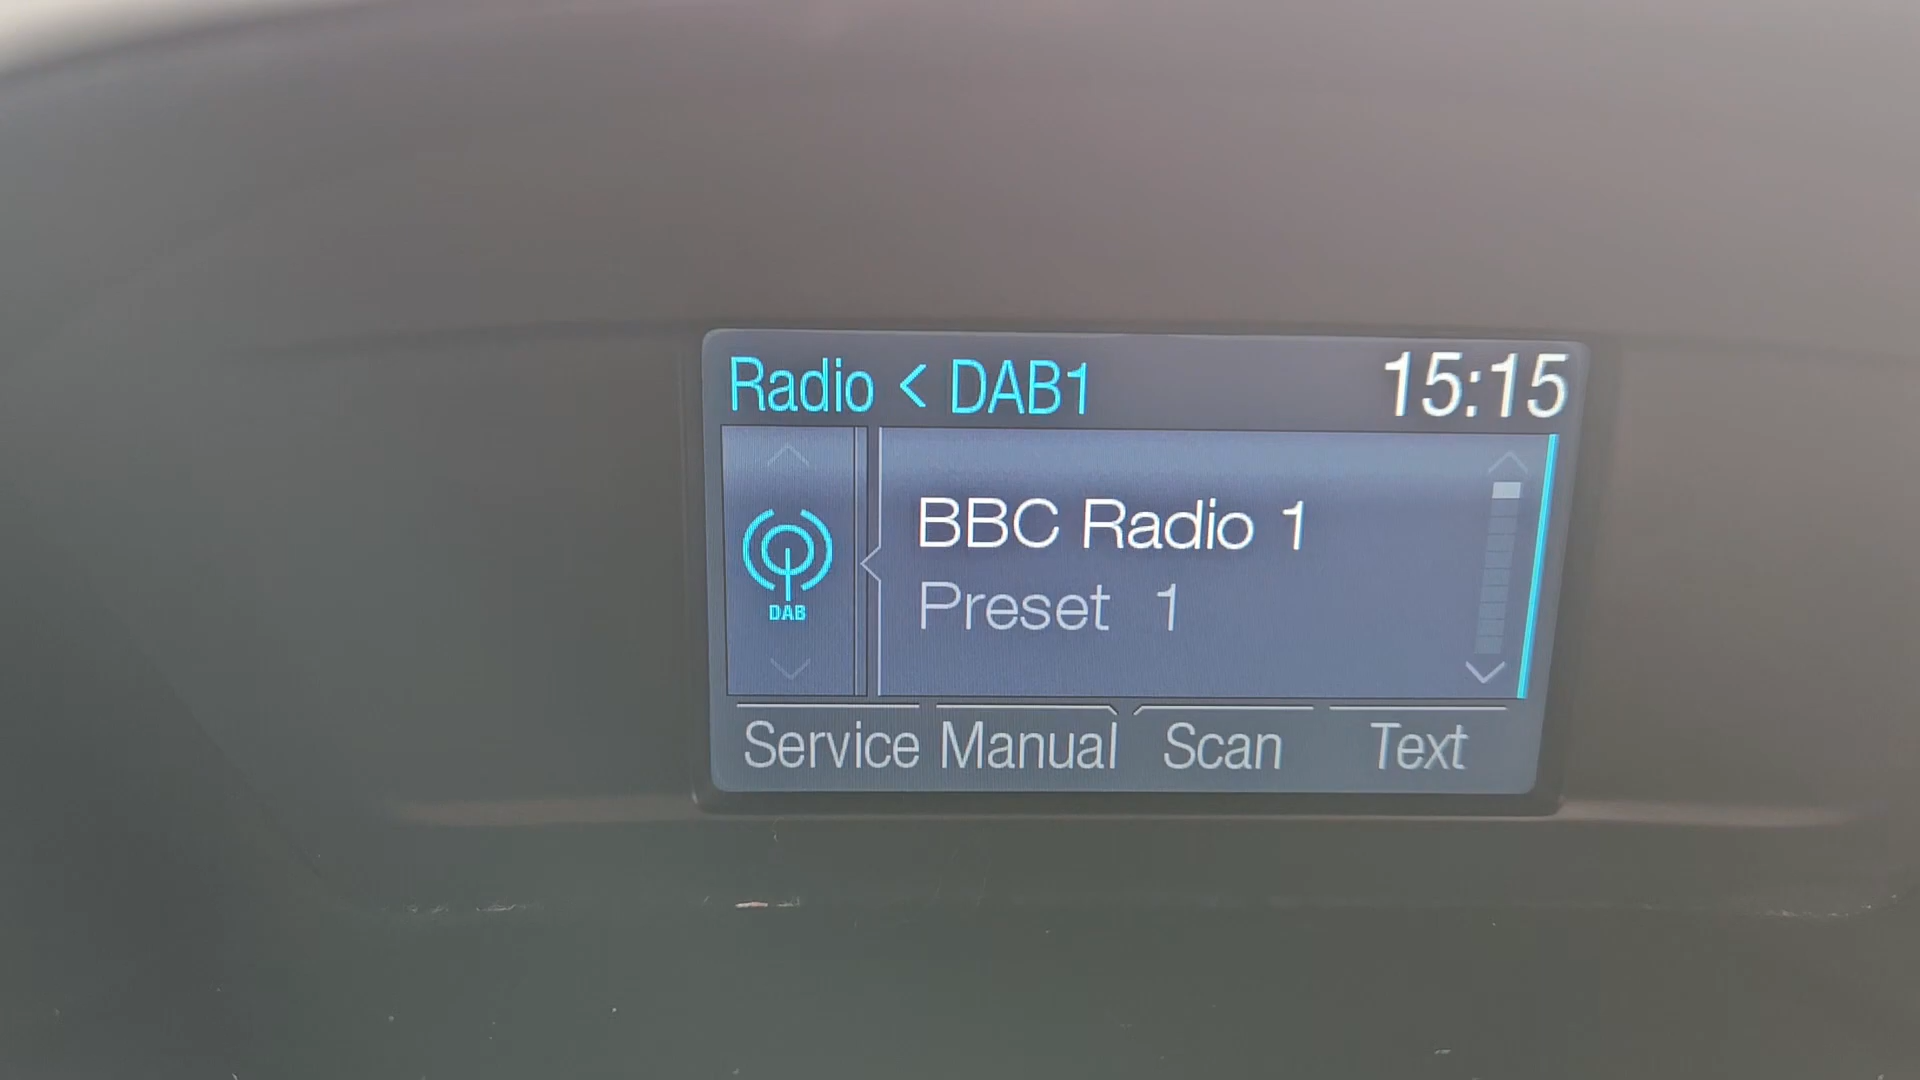 Radio < DAB1 15:15
BBC Radio 1
Preset 1
DAB
Service Manual Scan Text